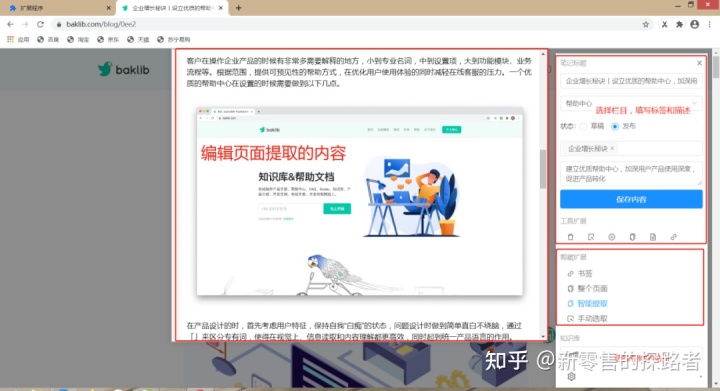 扩展程序
企业增长秘诀丨设立优质的帮助中
baklib.com/blog/0ee2
应用
百度
淘宝
京东
天猫
苏宁易购
baklib
客户在操作企业产品的时候有非常多需要解释的地方，小到专业名词，中到设置项，大到功能模块、业务
流程等。根据范围，提供可预见性的帮助方式，在优化用户使用体验的同时减轻在线客服的压力。一个优
质的帮助中心在设置的时候需要做到以下几点。
baklib
编辑页面提取的内容
知识库&帮助文档
在产品设计的时，首先考虑用户特征，保持自我“白痴”的状态，问题设计时做到简单直白不绕脑，通过
「」来区分专有词，使得在视觉上、信息读取和内容理解都更高效，同时起到统一产品语言的作用。
笔记标题
企业增长秘诀丨设立优质的帮助中心，加深用
帮助中心
选择栏目，填写标签和描述
状态:
草稿
发布
企业增长秘诀 ×
建立优质帮助中心，加深用户产品使用深意，
促进产品转化
保存内容
工具扩展
智能扩展
书签
整个页面
智能提取
手动选取
知识库
知乎 @新零售的探路者